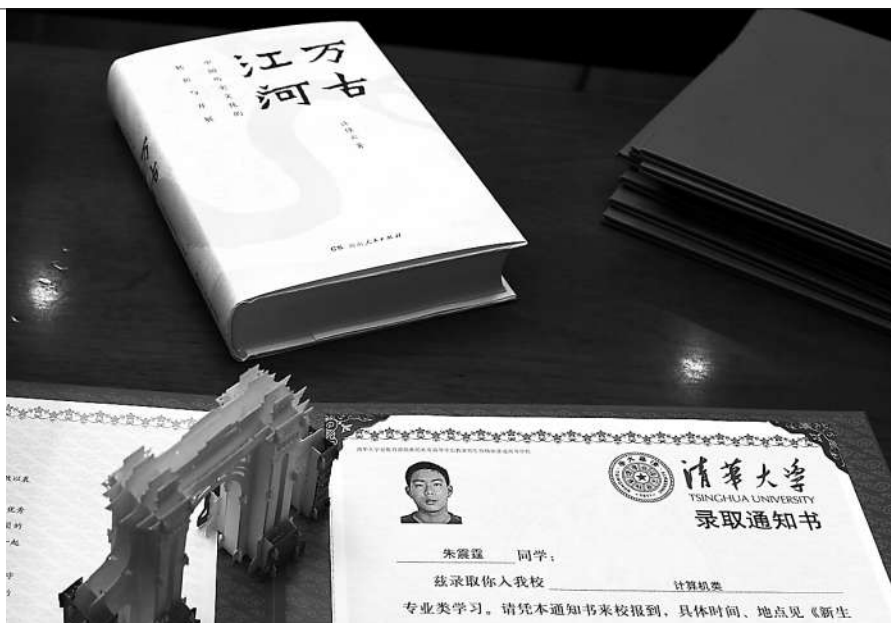 万古
江河
中国历史文化的
转折与开展
许倬云 著
湖南人民出版社
清华大学
TSINGHUA UNIVERSITY
录取通知书
朱震霆 同学:
兹录取你入我校 计算机类
专业类学习。请凭本通知书来校报到,具体时间、地点见《新生
优秀
一起